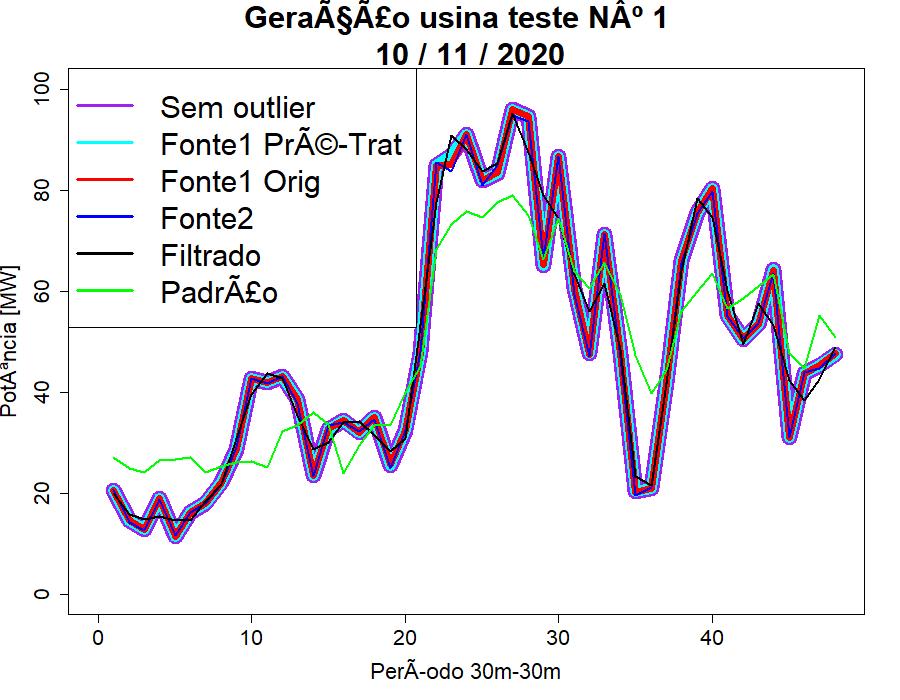 GeraÃ§Ã£o usina teste NÂº 1
10 / 11 / 2020
Sem outlier
Fonte1 PrÃ©-Trat
Fonte1 Orig
Fonte2
Filtrado
PadrÃ£o
PotÃªncia [MW]
100
80
60
40
20
0
0 10 20 30 40
PerÃ-odo 30m-30m